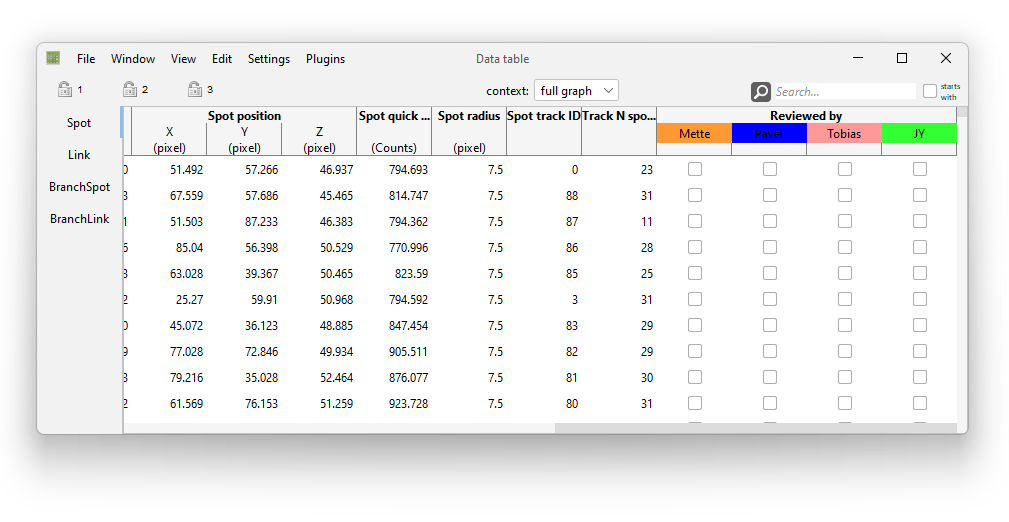 File Window View Edit Settings Plugins Data table
1 2 3 context: full graph Search... starts with
Spot
Link
BranchSpot
BranchLink
Spot position Spot quick ... Spot radius Spot track ID Track N spo... Reviewed by
X Y Z Mette Pavel Tobias JY
(pixel) (pixel) (pixel) (Counts) (pixel)
0 51.492 57.266 46.937 794.693 7.5 0 23
3 67.559 57.686 45.465 814.747 7.5 88 31
1 51.503 87.233 46.383 794.362 7.5 87 11
6 85.04 56.398 50.529 770.996 7.5 86 28
3 63.028 39.367 50.465 823.59 7.5 85 25
2 25.27 59.91 50.968 794.592 7.5 3 31
0 45.072 36.123 48.885 847.454 7.5 83 29
9 77.028 72.846 49.934 905.511 7.5 82 29
3 79.216 35.028 52.464 876.077 7.5 81 30
2 61.569 76.153 51.259 923.728 7.5 80 31